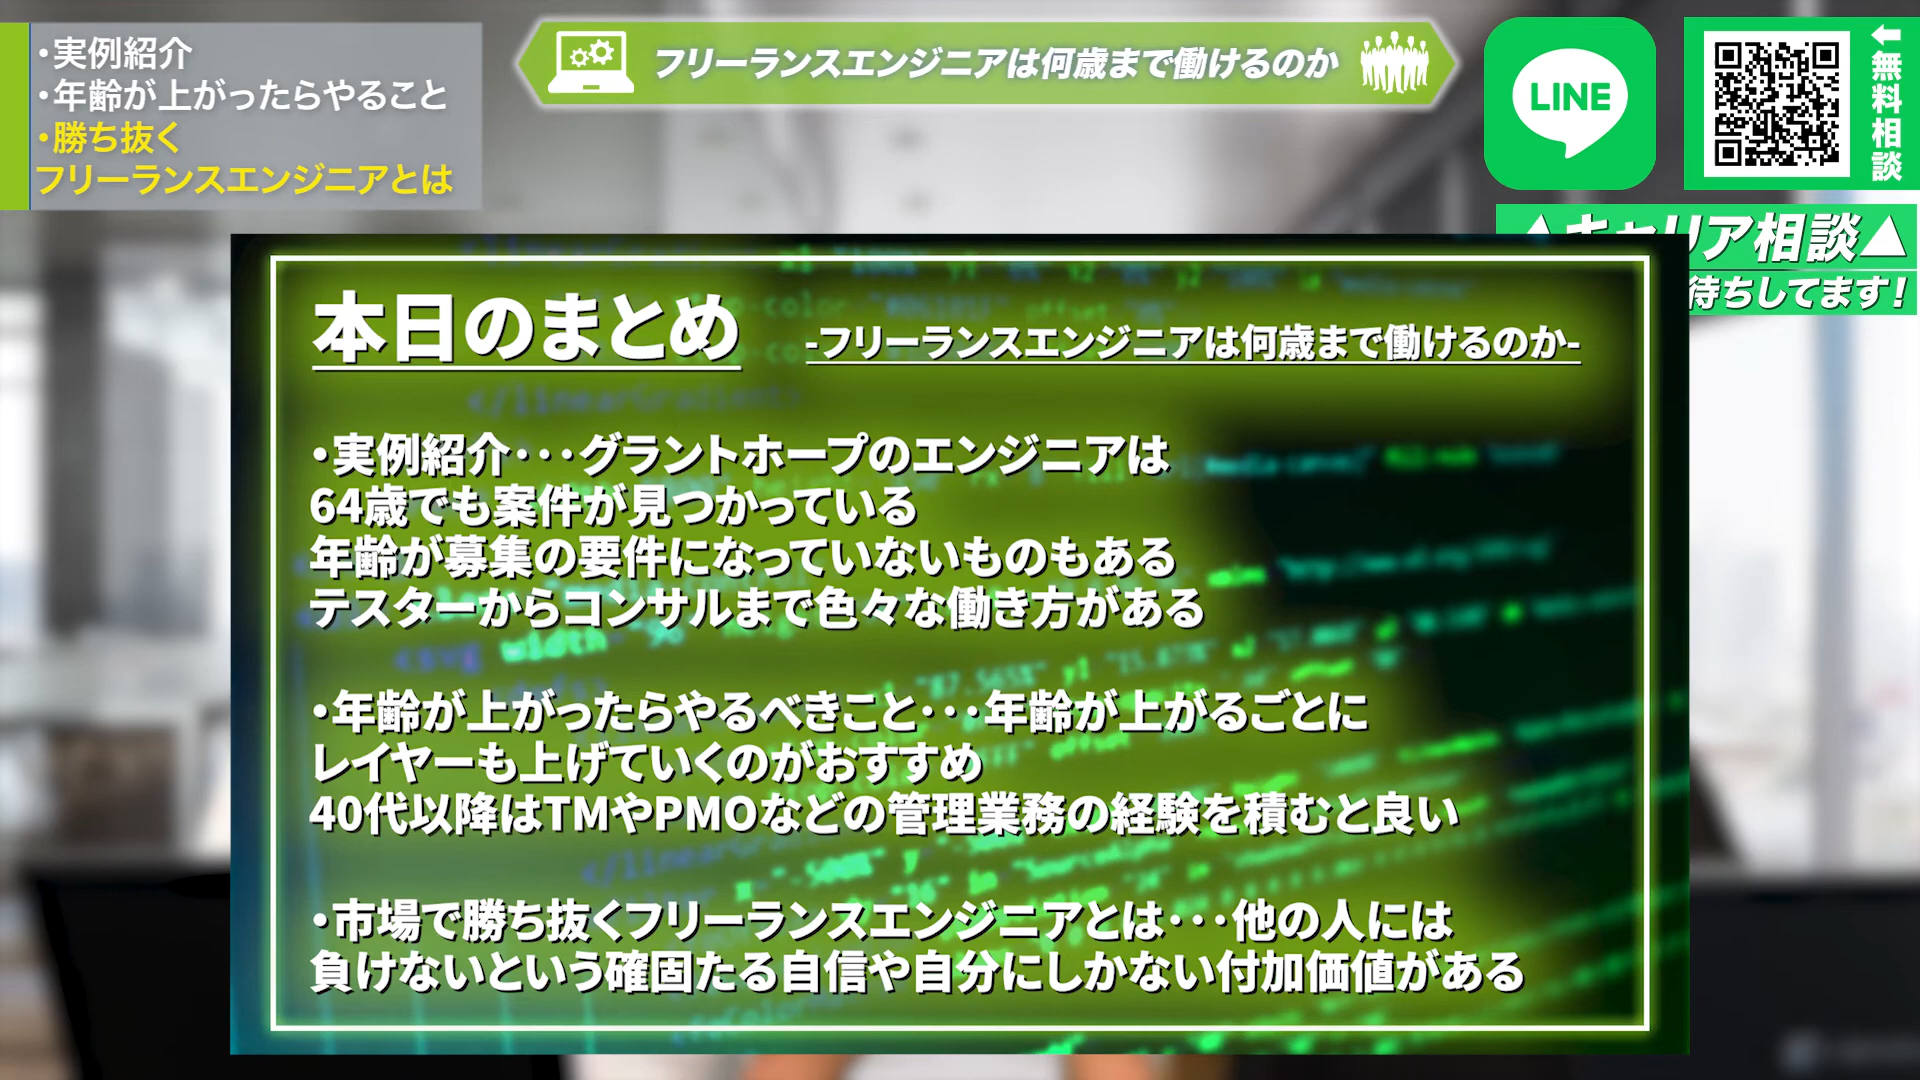 ・実例紹介
・年齢が上がったらやること
・勝ち抜く
フリーランスエンジニアとは
フリーランスエンジニアは何歳まで働けるのか
LINE
←無料相談
▲キャリア相談▲
待ちしてます！
本日のまとめ
-フリーランスエンジニアは何歳まで働けるのか-
・実例紹介・・・グラントホープのエンジニアは
64歳でも案件が見つかっている
年齢が募集の要件になっていないものもある
テスターからコンサルまで色々な働き方がある
・年齢が上がったらやるべきこと・・・年齢が上がるごとに
レイヤーも上げていくのがおすすめ
40代以降はTMやPMOなどの管理業務の経験を積むと良い
・市場で勝ち抜くフリーランスエンジニアとは・・・他の人には
負けないという確固たる自信や自分にしかない付加価値がある